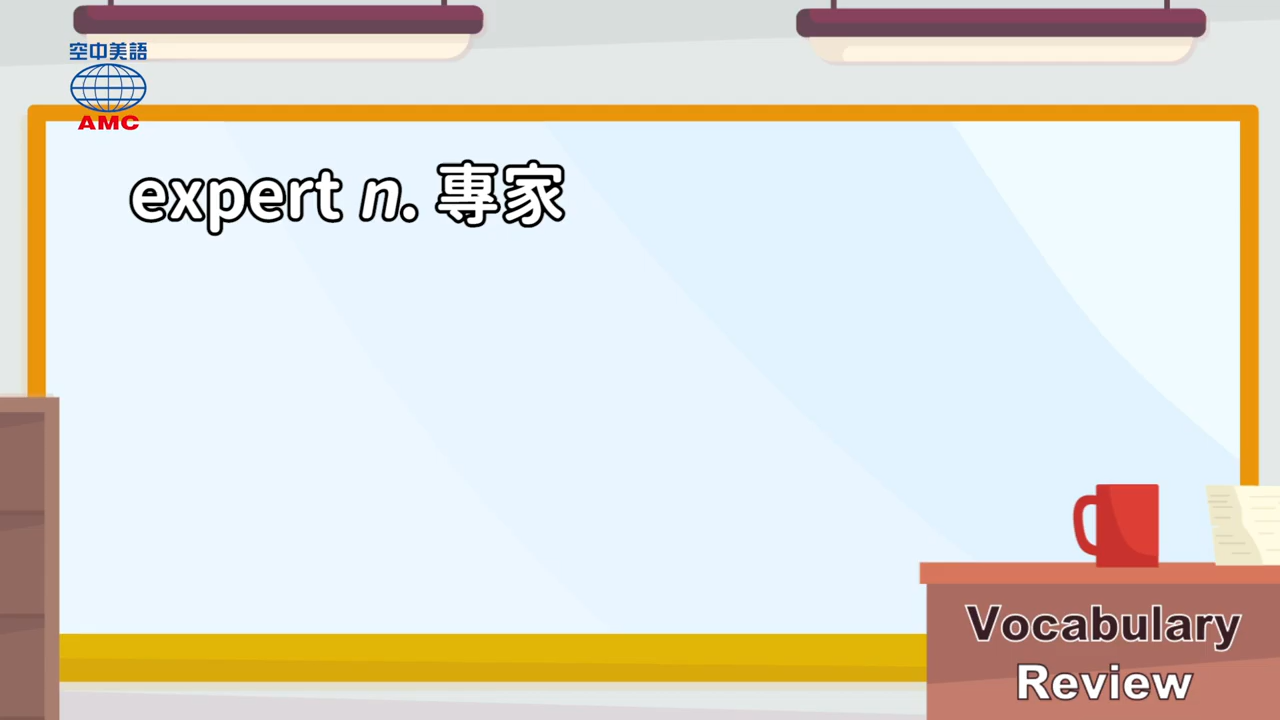 空中美語
AMC
expert n. 專家
Vocabulary
Review